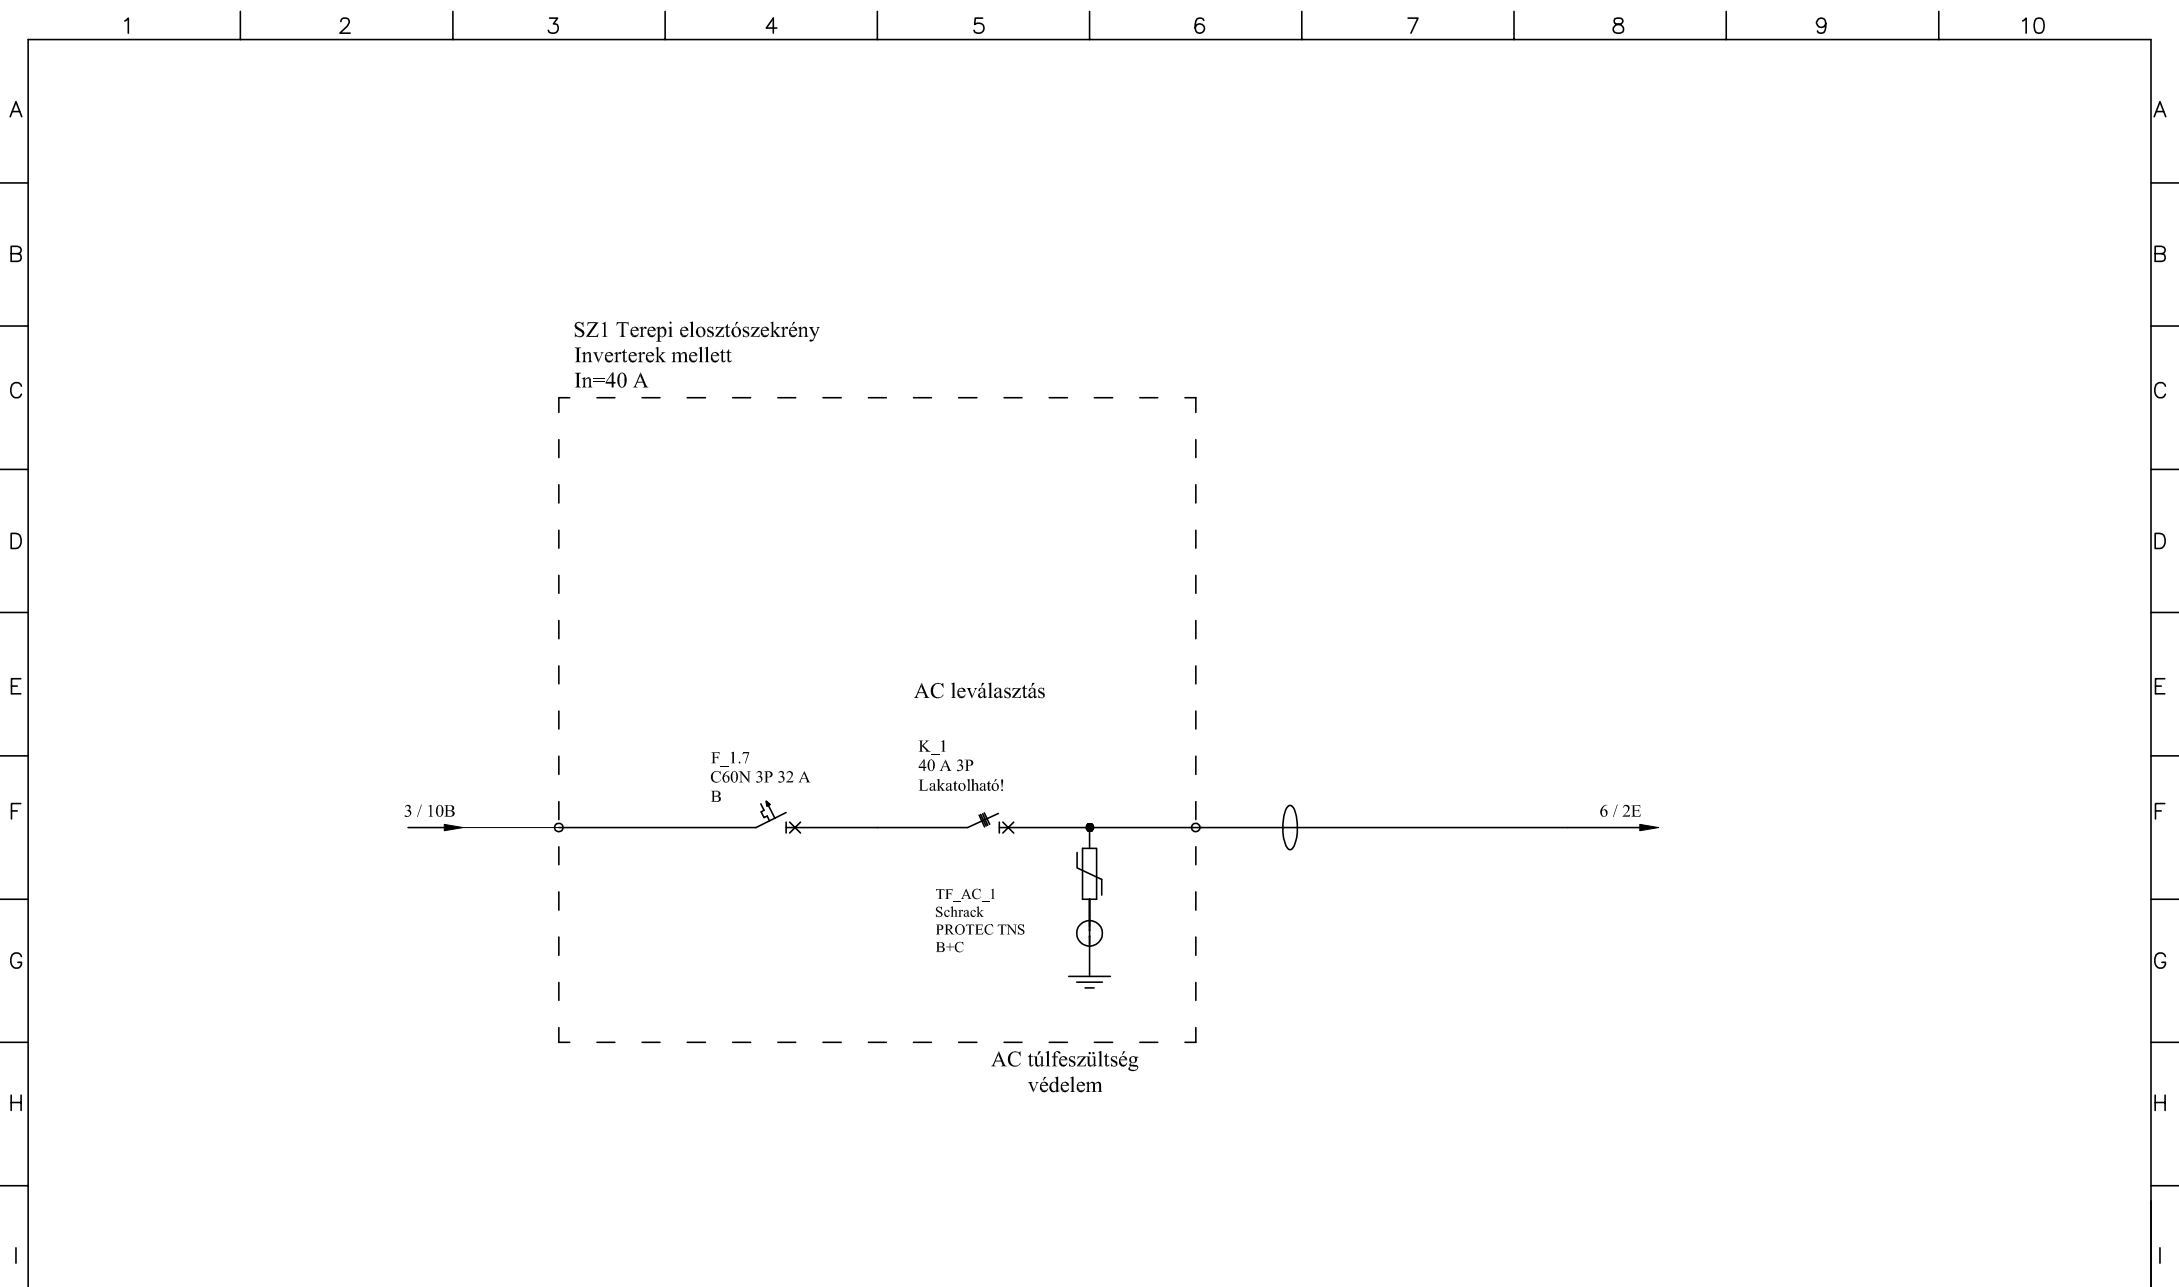 1 2 3 4 5 6 7 8 9 10
A A
B B
SZ1 Terepi elosztószekrény
Inverterek mellett
In=40 A
C C
D D
E E
AC leválasztás
K_1
40 A 3P
Lakatolható!
F_1.7
C60N 3P 32 A
B
F F
3 / 10B
6 / 2E
TF_AC_1
Schrack
PROTEC TNS
B+C
G G
AC túlfeszültség
védelem
H H
I I